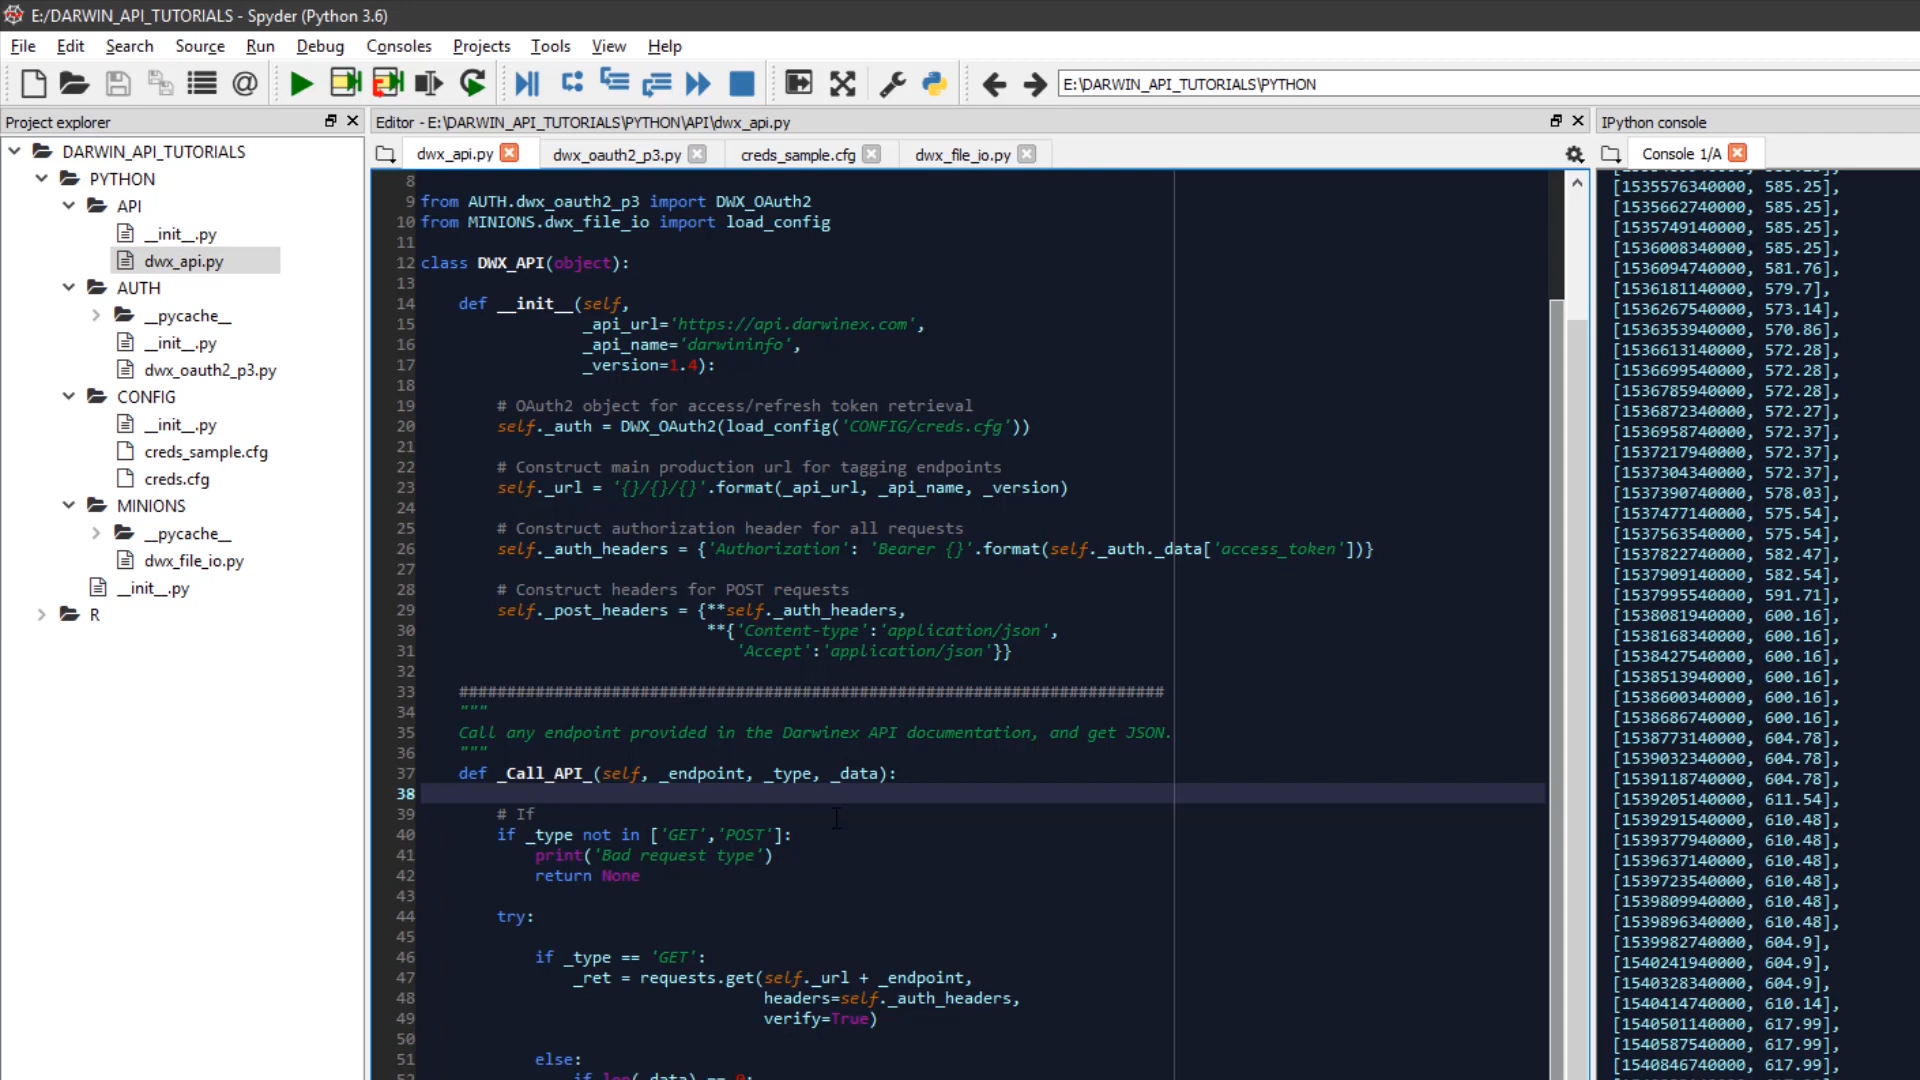 E:/DARWIN_API_TUTORIALS - Spyder (Python 3.6)
File Edit Search Source Run Debug Consoles Projects Tools View Help
E:\DARWIN_API_TUTORIALS\PYTHON
Project explorer
DARWIN_API_TUTORIALS
PYTHON
API
__init__.py
dwx_api.py
AUTH
__pycache__
__init__.py
dwx_oauth2_p3.py
CONFIG
__init__.py
creds_sample.cfg
creds.cfg
MINIONS
__pycache__
dwx_file_io.py
__init__.py
R
Editor - E:\DARWIN_API_TUTORIALS\PYTHON\API\dwx_api.py
dwx_api.py dwx_oauth2_p3.py creds_sample.cfg dwx_file_io.py
8
9 from AUTH.dwx_oauth2_p3 import DWX_OAuth2
10 from MINIONS.dwx_file_io import load_config
11
12 class DWX_API(object):
13
14 def __init__(self,
15 _api_url='https://api.darwinex.com',
16 _api_name='darwininfo',
17 _version=1.4):
18
19 # OAuth2 object for access/refresh token retrieval
20 self._auth = DWX_OAuth2(load_config('CONFIG/creds.cfg'))
21
22 # Construct main production url for tagging endpoints
23 self._url = '{}/{}/{}'.format(_api_url, _api_name, _version)
24
25 # Construct authorization header for all requests
26 self._auth_headers = {'Authorization': 'Bearer {}'.format(self._auth._data['access_token'])}
27
28 # Construct headers for POST requests
29 self._post_headers = {**self._auth_headers,
30 **{'Content-type':'application/json',
31 'Accept':'application/json'}}
32
33 ##########################################################################
34 """
35 Call any endpoint provided in the Darwinex API documentation, and get JSON.
36 """
37 def _Call_API_(self, _endpoint, _type, _data):
38
39 # If
40 if _type not in ['GET','POST']:
41 print('Bad request type')
42 return None
43
44 try:
45
46 if _type == 'GET':
47 _ret = requests.get(self._url + _endpoint,
48 headers=self._auth_headers,
49 verify=True)
50
51 else:
52 if len(_data) == 0:
IPython console
Console 1/A
[1535576340000, 585.25],
[1535662740000, 585.25],
[1535749140000, 585.25],
[1536008340000, 585.25],
[1536094740000, 581.76],
[1536181140000, 579.7],
[1536267540000, 573.14],
[1536353940000, 570.86],
[1536613140000, 572.28],
[1536699540000, 572.28],
[1536785940000, 572.28],
[1536872340000, 572.27],
[1536958740000, 572.37],
[1537217940000, 572.37],
[1537304340000, 572.37],
[1537390740000, 578.03],
[1537477140000, 575.54],
[1537563540000, 575.54],
[1537822740000, 582.47],
[1537909140000, 582.54],
[1537995540000, 591.71],
[1538081940000, 600.16],
[1538168340000, 600.16],
[1538427540000, 600.16],
[1538513940000, 600.16],
[1538600340000, 600.16],
[1538686740000, 600.16],
[1538773140000, 604.78],
[1539032340000, 604.78],
[1539118740000, 604.78],
[1539205140000, 611.54],
[1539291540000, 610.48],
[1539377940000, 610.48],
[1539637140000, 610.48],
[1539723540000, 610.48],
[1539809940000, 610.48],
[1539896340000, 610.48],
[1539982740000, 604.9],
[1540241940000, 604.9],
[1540328340000, 604.9],
[1540414740000, 610.14],
[1540501140000, 617.99],
[1540587540000, 617.99],
[1540846740000, 617.99],